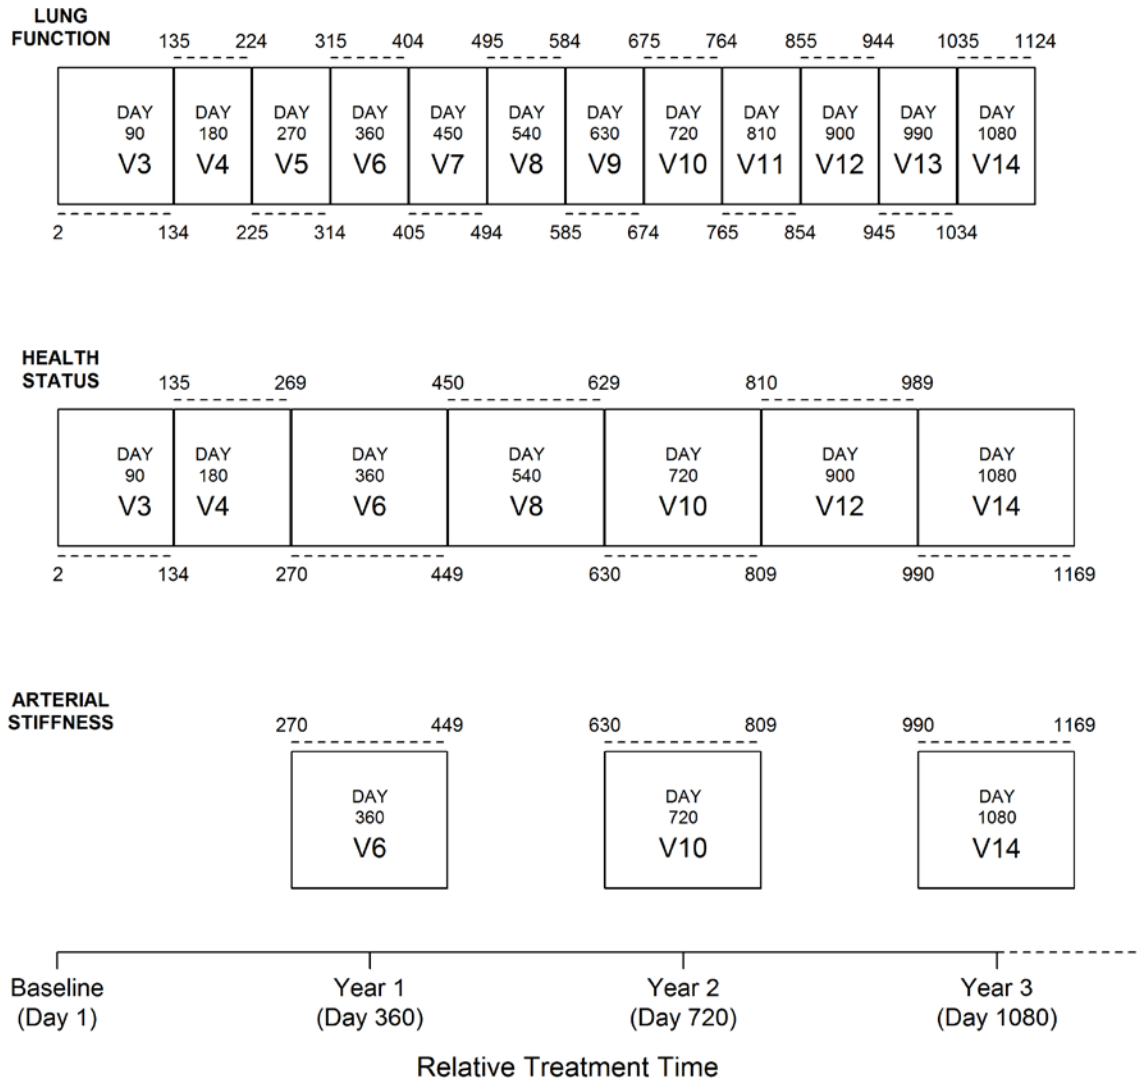 LUNG
FUNCTION
135 224 315 404 495 584 675 764 855 944 1035 1124
DAY DAY DAY DAY DAY DAY DAY DAY DAY DAY DAY DAY
90 180 270 360 450 540 630 720 810 900 990 1080
V3 V4 V5 V6 V7 V8 V9 V10 V11 V12 V13 V14
2 134 225 314 405 494 585 674 765 854 945 1034
HEALTH
STATUS
135 269 450 629 810 989
DAY DAY DAY DAY DAY DAY DAY
90 180 360 540 720 900 1080
V3 V4 V6 V8 V10 V12 V14
2 134 270 449 630 809 990 1169
ARTERIAL
STIFFNESS
270 449 630 809 990 1169
DAY DAY DAY
360 720 1080
V6 V10 V14
Baseline Year 1 Year 2 Year 3
(Day 1) (Day 360) (Day 720) (Day 1080)
Relative Treatment Time